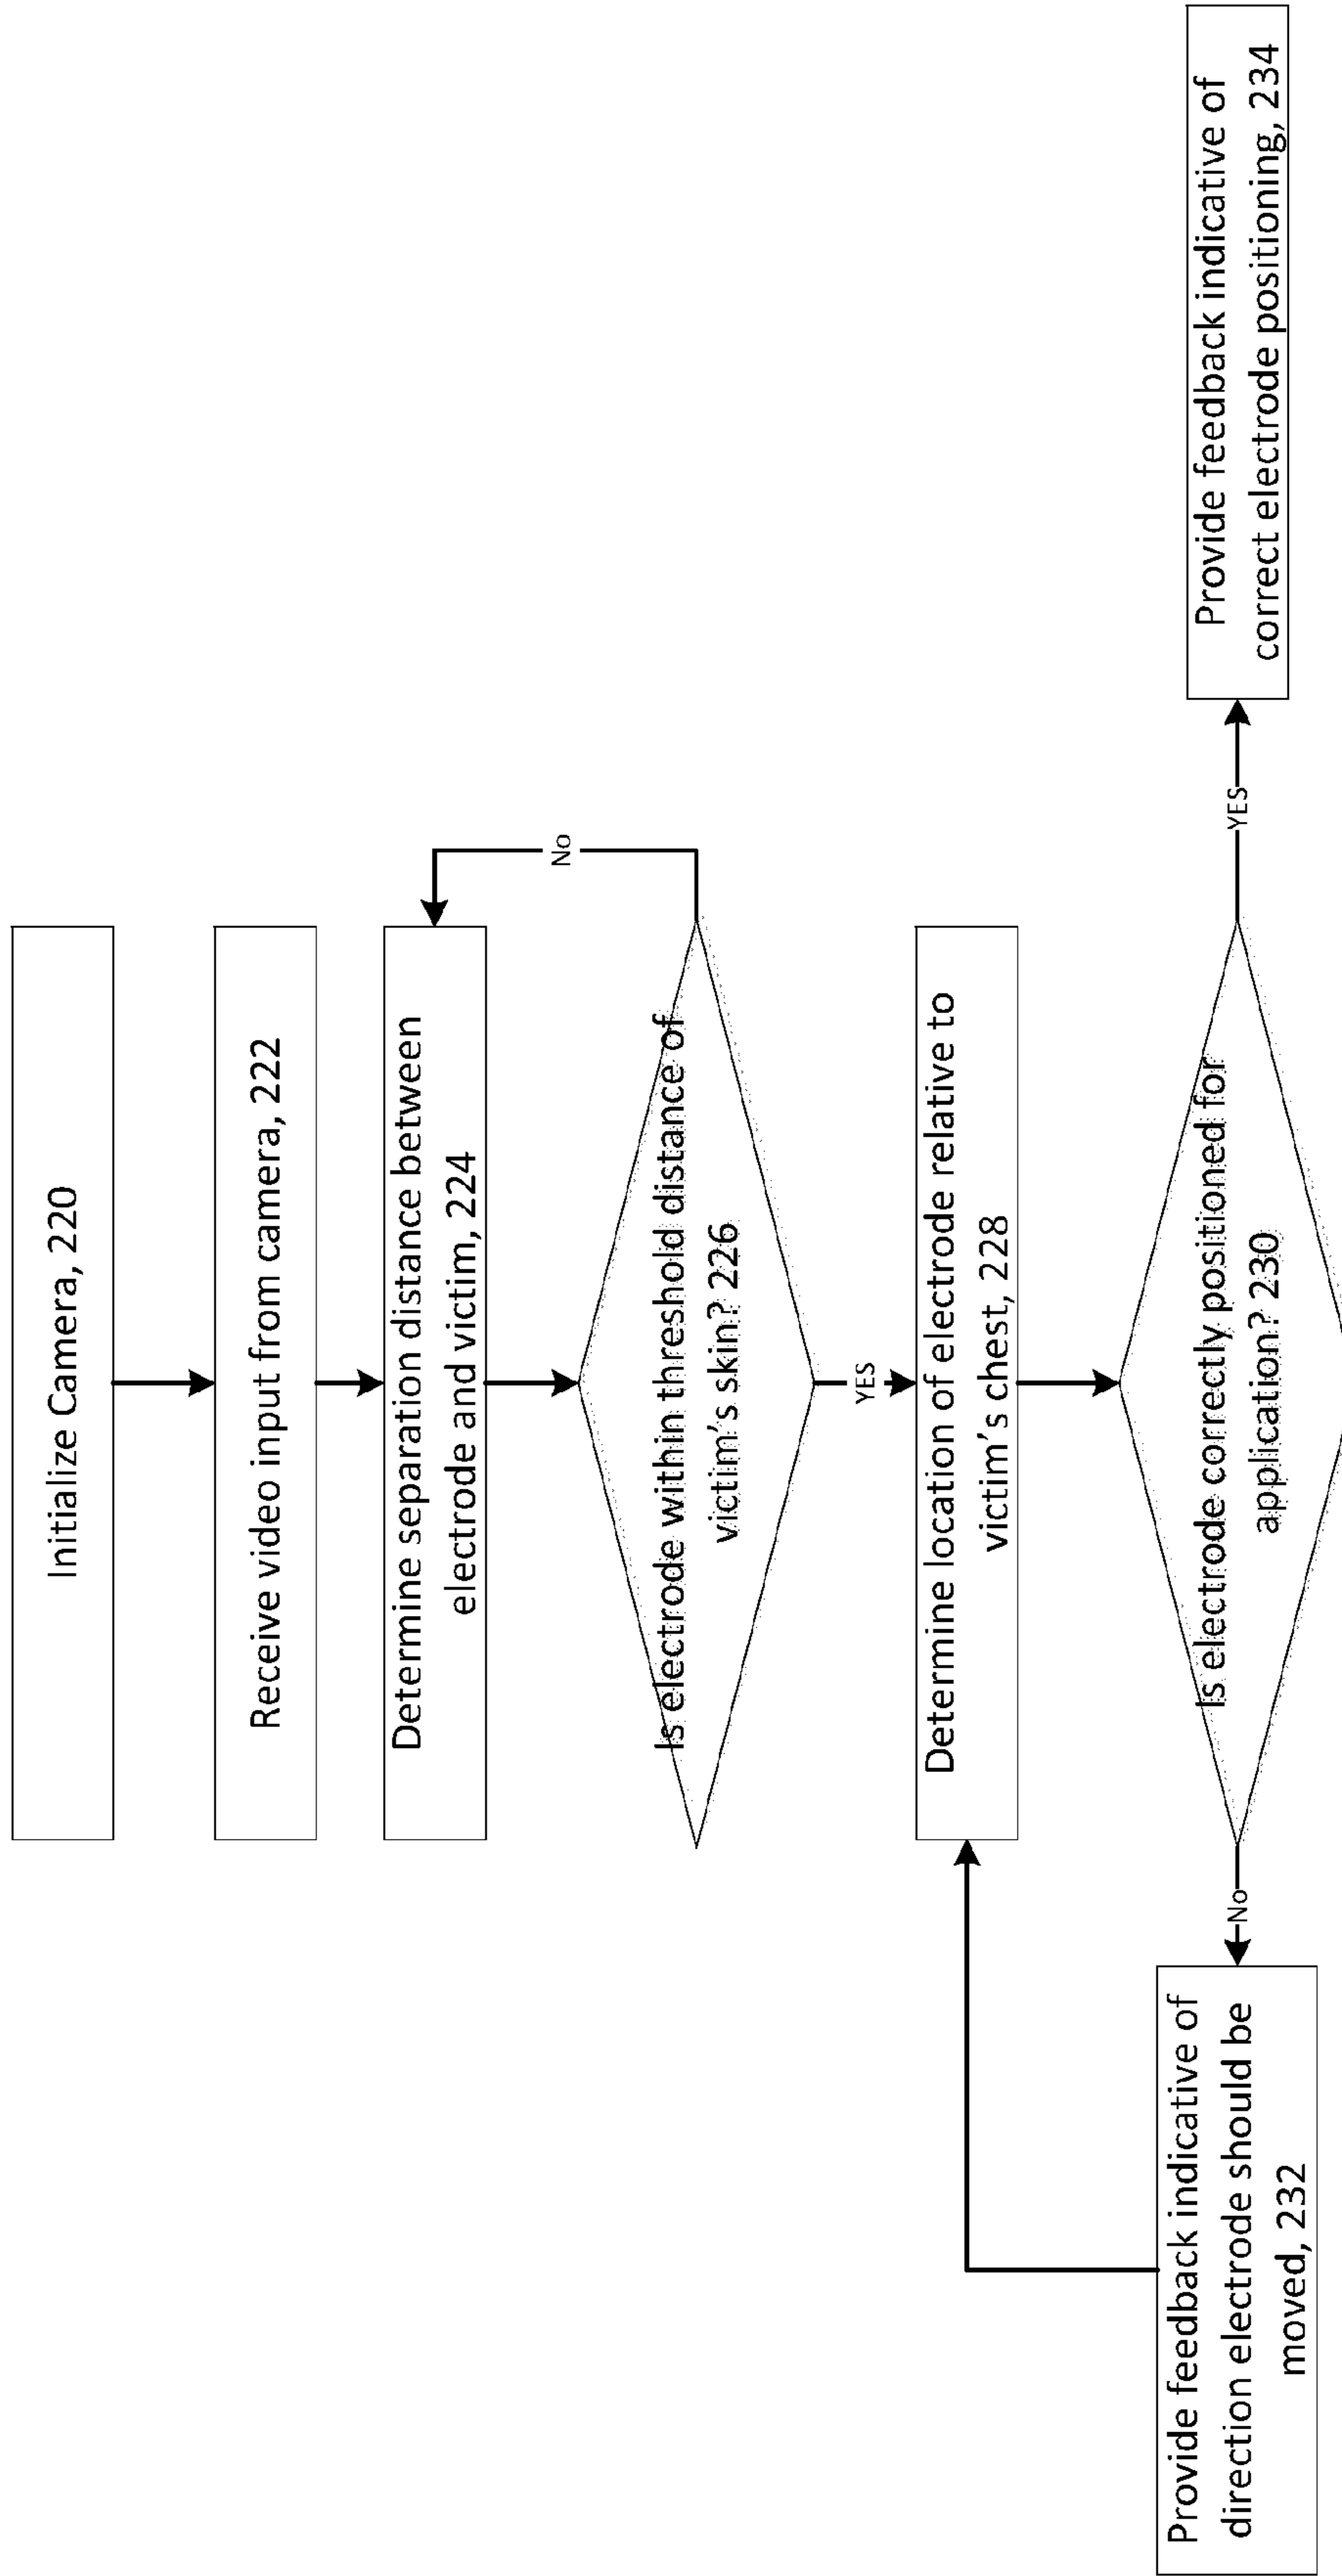 Initialize Camera, 220
Receive video input from camera, 222
Determine separation distance between
electrode and victim, 224
No
Is electrode within threshold distance of
victim's skin? 226
YES
Determine location of electrode relative to
victim's chest, 228
Is electrode correctly positioned for
application? 230
No
Provide feedback indicative of
direction electrode should be
moved, 232
YES
Provide feedback indicative of
correct electrode positioning, 234